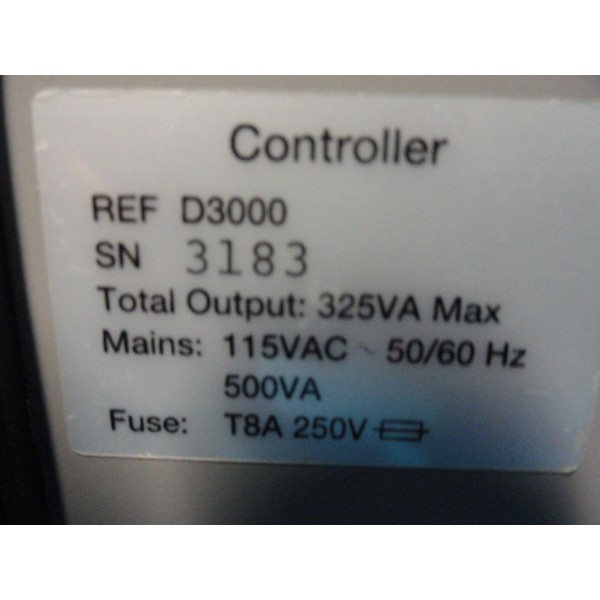 Controller
REF D3000
SN 3183
Total Output: 325VA Max
Mains: 115VAC ~ 50/60 Hz
500VA
Fuse: T8A 250V